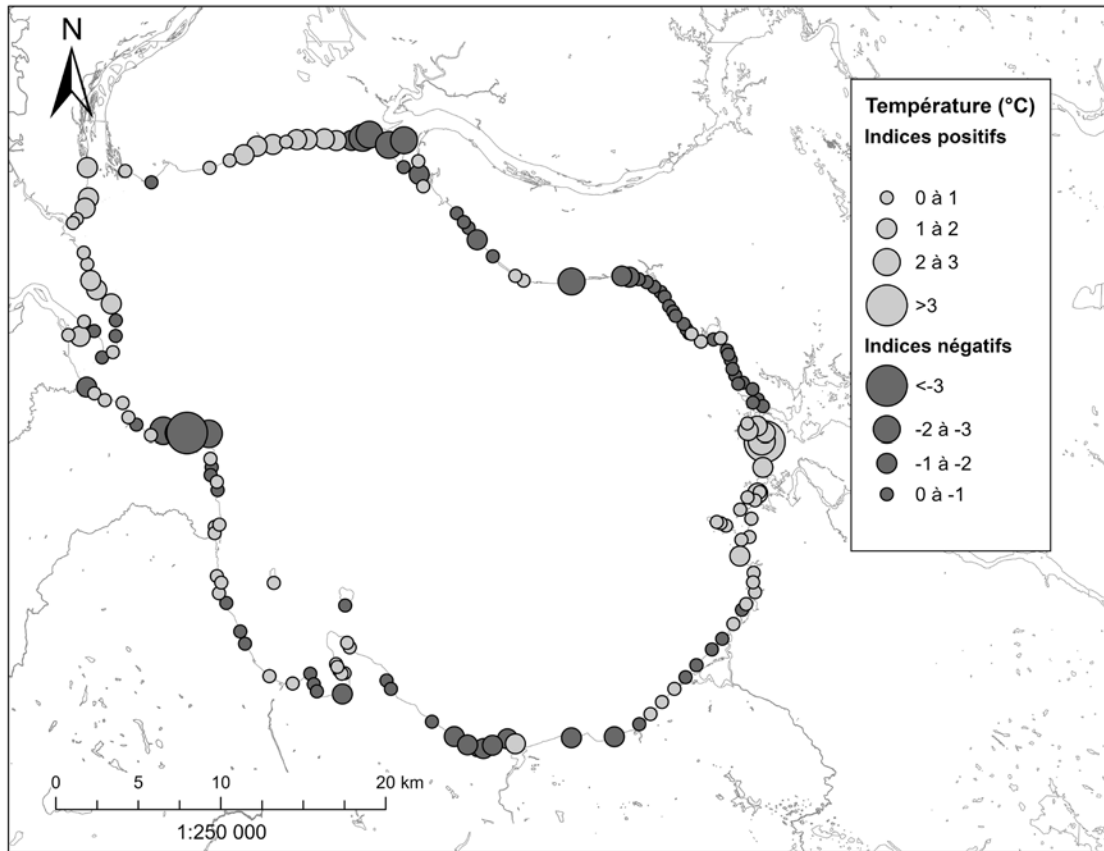 N
Température (°C)
Indices positifs
0 à 1
1 à 2
2 à 3
>3
Indices négatifs
<-3
-2 à -3
-1 à -2
0 à -1
0 5 10 20 km
1:250 000